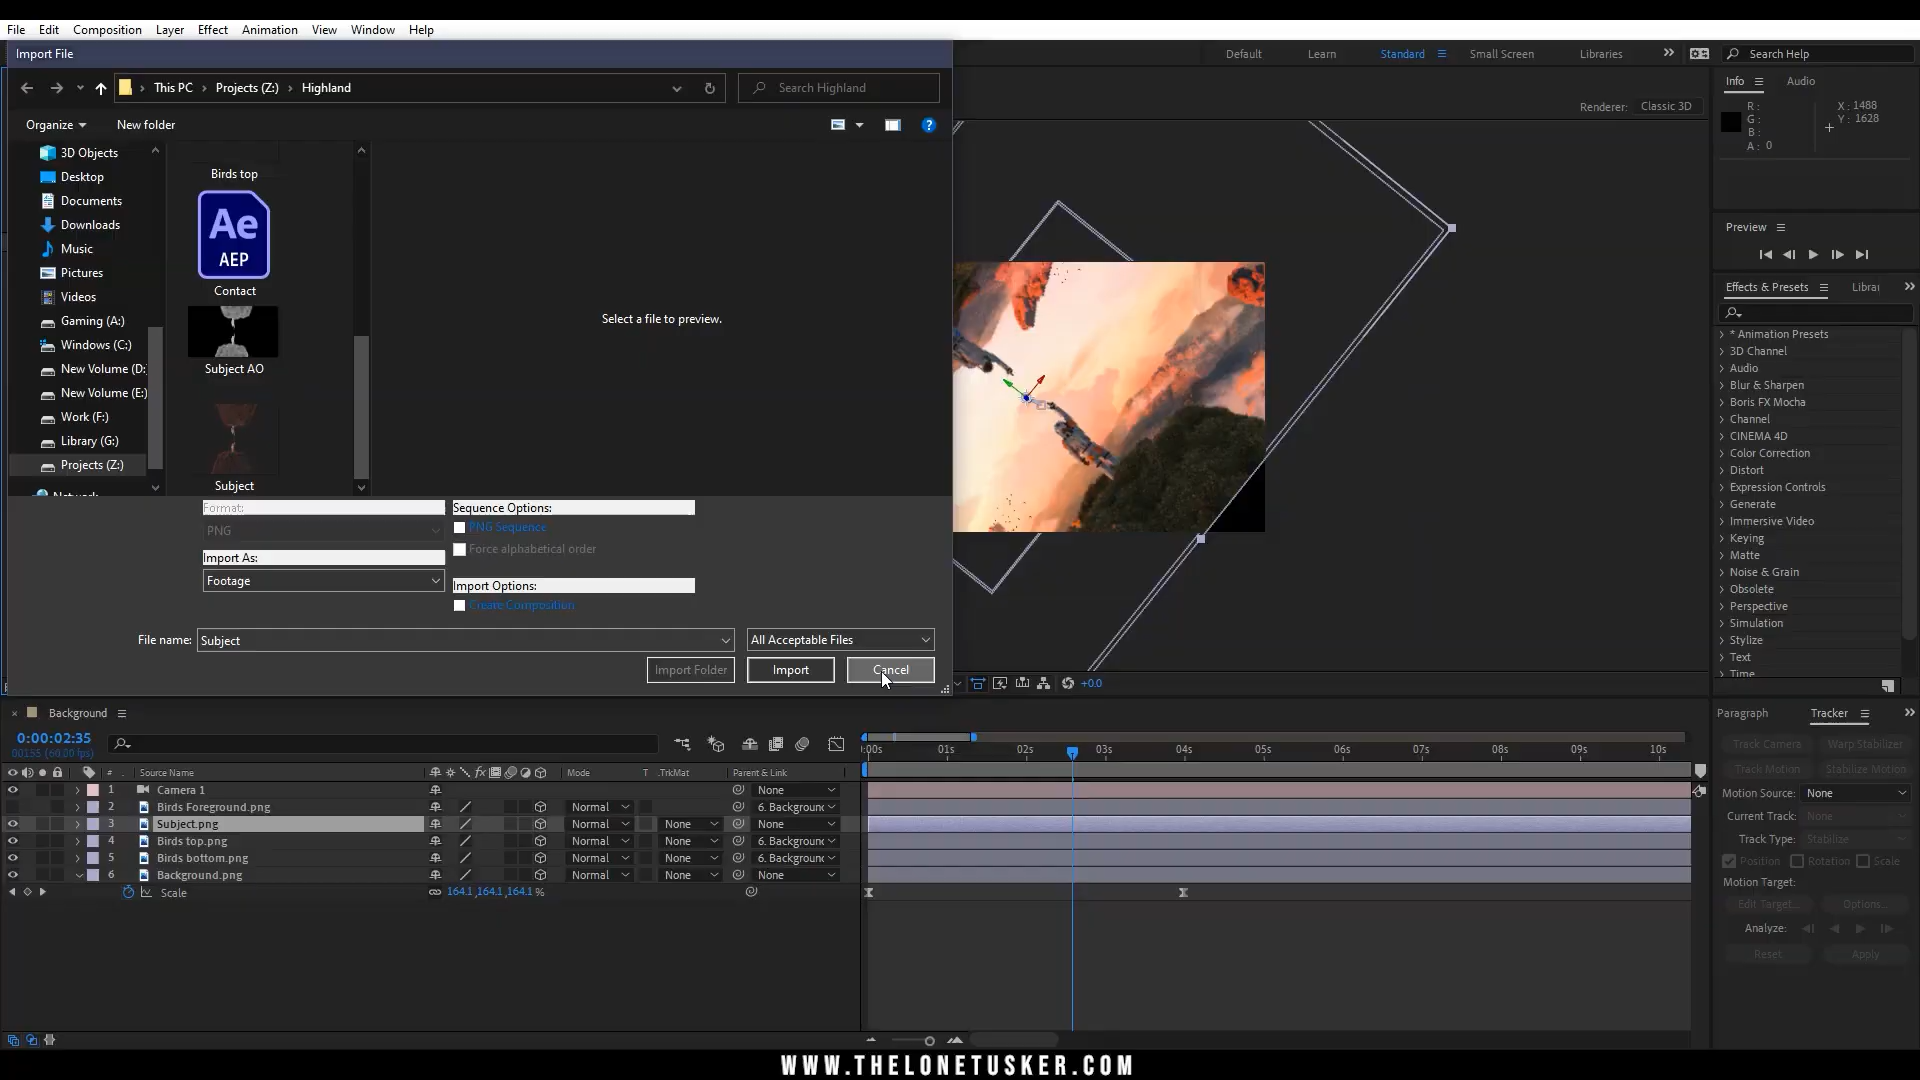 File Edit Composition Layer Effect Animation View Window Help
Import File
This PC › Projects (Z:) › Highland
Search Highland
Organize New folder
3D Objects
Desktop
Documents
Downloads
Music
Pictures
Videos
Gaming (A:)
Windows (C:)
New Volume (D:
New Volume (E:)
Work (F:)
Library (G:)
Projects (Z:)
Birds top
Ae
AEP
Contact
Subject AO
Subject
Select a file to preview.
Format:
PNG
Import As:
Footage
Sequence Options:
PNG Sequence
Force alphabetical order
Import Options:
Create Composition
File name: Subject All Acceptable Files
Import Folder Import Cancel
Default Learn Standard Small Screen Libraries » Search Help
Renderer: Classic 3D
+0.0
Info Audio
R: X: 1488
G: Y: 1628
B:
A: 0
Preview
Effects & Presets Librar »
* Animation Presets
3D Channel
Audio
Blur & Sharpen
Boris FX Mocha
Channel
CINEMA 4D
Color Correction
Distort
Expression Controls
Generate
Immersive Video
Keying
Matte
Noise & Grain
Obsolete
Perspective
Simulation
Stylize
Text
Time
× Background
0:00:02:35
00155 (60.00 fps)
:00s 01s 02s 03s 04s 05s 06s 07s 08s 09s 10s
# Source Name fx Mode T .TrkMat Parent & Link
1 Camera 1 None
2 Birds Foreground.png Normal 6. Backgrounc
3 Subject.png Normal None None
4 Birds top.png Normal None 6. Backgrounc
5 Birds bottom.png Normal None 6. Backgrounc
6 Background.png Normal None None
Scale 164.1,164.1,164.1%
Paragraph Tracker »
Track Camera Warp Stabilizer
Track Motion Stabilize Motion
Motion Source: None
Current Track: None
Track Type: Stabilize
Position Rotation Scale
Motion Target:
Edit Target... Options...
Analyze:
Reset Apply
WWW.THELONETUSKER.COM